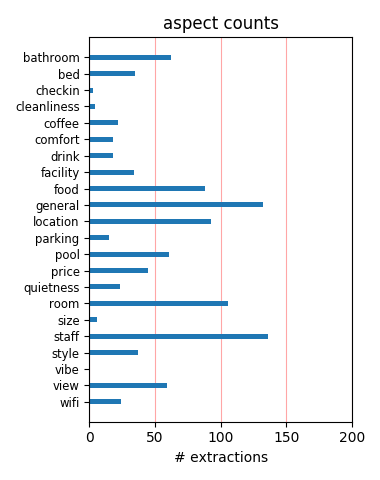 aspect counts
bathroom
bed
checkin
cleanliness
coffee
comfort
drink
facility
food
general
location
parking
pool
price
quietness
room
size
staff
style
vibe
view
wifi
0 50 100 150 200
# extractions